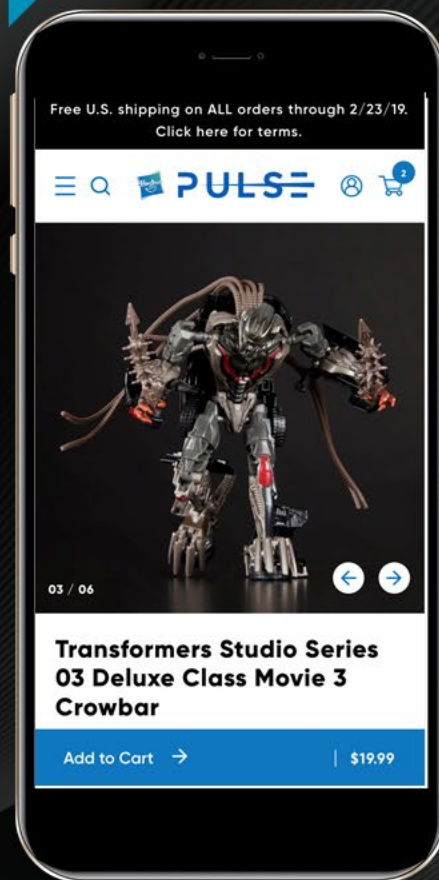 Free U.S. shipping on ALL orders through 2/23/19.
Click here for terms.
Hasbro PULSE 2
03 / 06
Transformers Studio Series
03 Deluxe Class Movie 3
Crowbar
Add to Cart → | $19.99